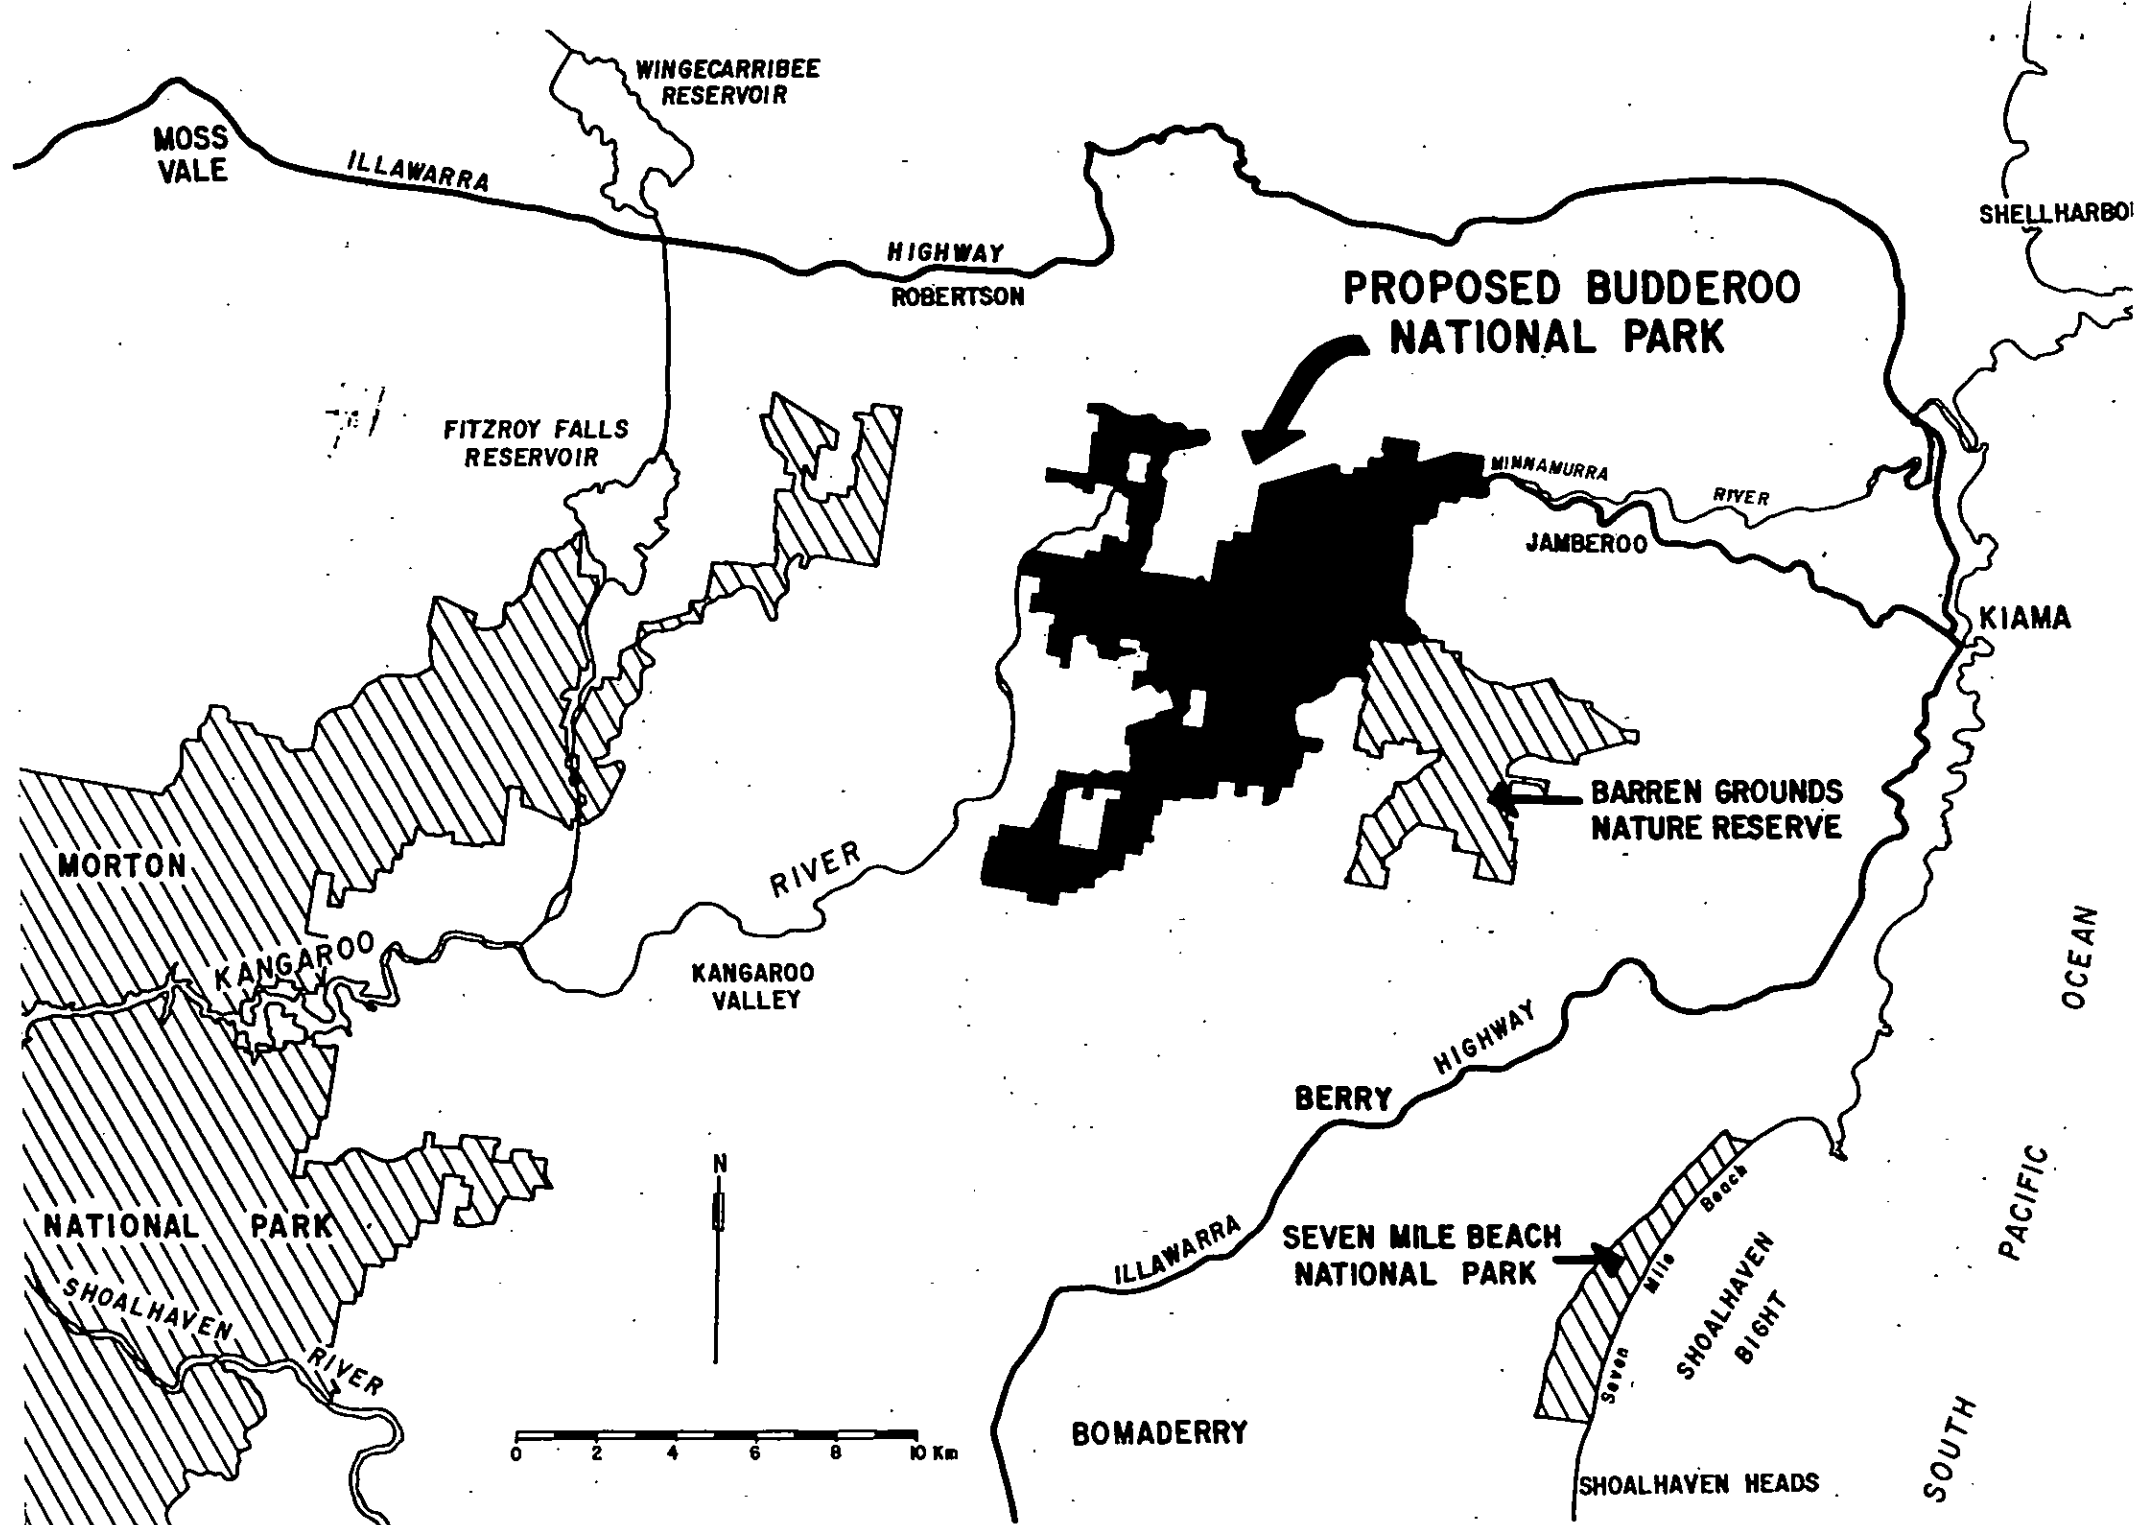 WINGECARRIBEE
RESERVOIR
MOSS
VALE
ILLAWARRA
HIGHWAY
ROBERTSON
SHELLHARBO
PROPOSED BUDDEROO
NATIONAL PARK
FITZROY FALLS
RESERVOIR
MINNAMURRA
RIVER
JAMBEROO
KIAMA
BARREN GROUNDS
NATURE RESERVE
MORTON
RIVER
KANGAROO
KANGAROO
VALLEY
OCEAN
HIGHWAY
BERRY
N
Beach
PACIFIC
NATIONAL PARK
ILLAWARRA
SEVEN MILE BEACH
NATIONAL PARK
Mile
SHOALHAVEN
BIGHT
SHOALHAVEN
RIVER
Seven
BOMADERRY
SOUTH
0 2 4 6 8 10 Km
SHOALHAVEN HEADS